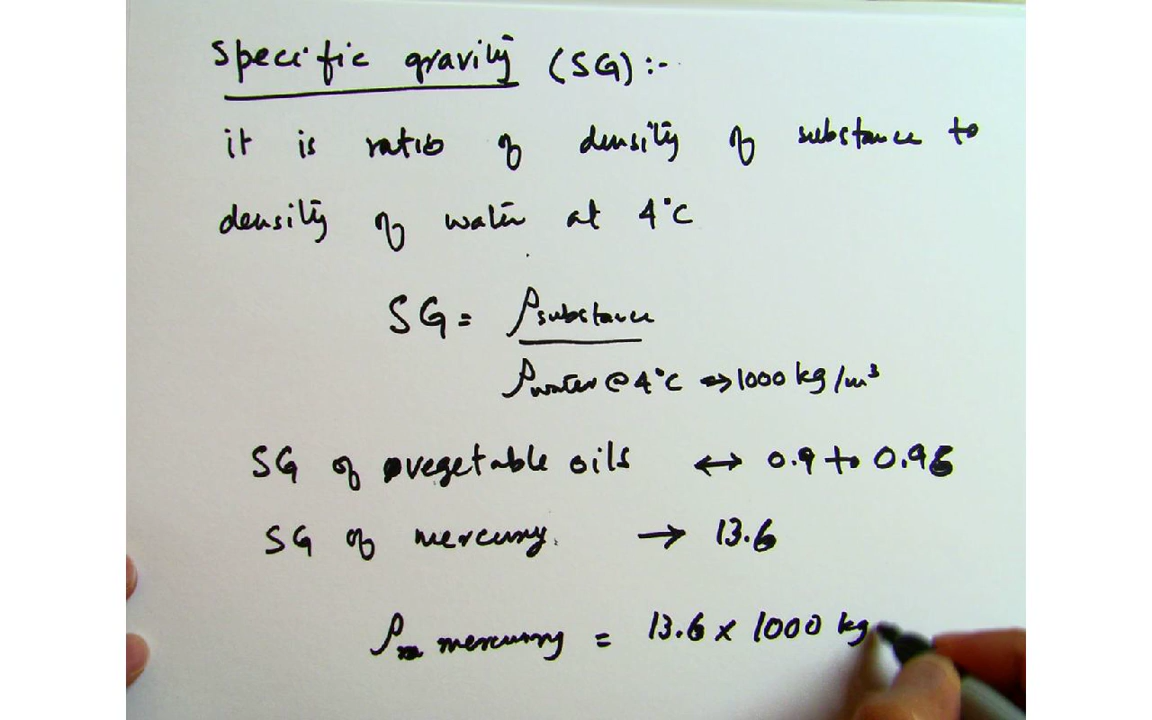 Specific gravity (SG):-
it is ratio of density of substance to
density of water at 4°C
SG = ρsubstance
ρwater @ 4°C ⇒ 1000 kg/m³
SG of vegetable oils ↔ 0.9 to 0.95
SG of mercury. → 13.6
ρ mercury = 13.6 × 1000 kg